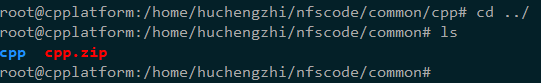 root@cpplatform:/home/huchengzhi/nfscode/common/cpp# cd ../
root@cpplatform:/home/huchengzhi/nfscode/common# ls
cpp  cpp.zip
root@cpplatform:/home/huchengzhi/nfscode/common#